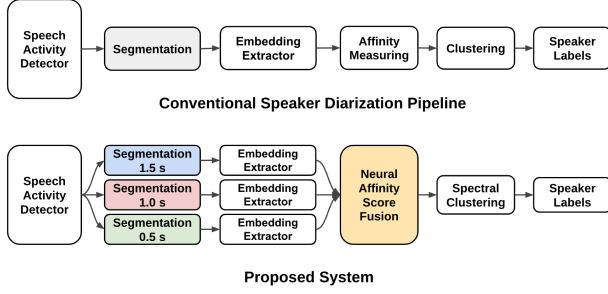 Speech
Activity
Detector
Segmentation
Embedding
Extractor
Affinity
Measuring
Clustering
Speaker
Labels
Conventional Speaker Diarization Pipeline
Speech
Activity
Detector
Segmentation
1.5 s
Embedding
Extractor
Segmentation
1.0 s
Embedding
Extractor
Segmentation
0.5 s
Embedding
Extractor
Neural
Affinity
Score
Fusion
Spectral
Clustering
Speaker
Labels
Proposed System